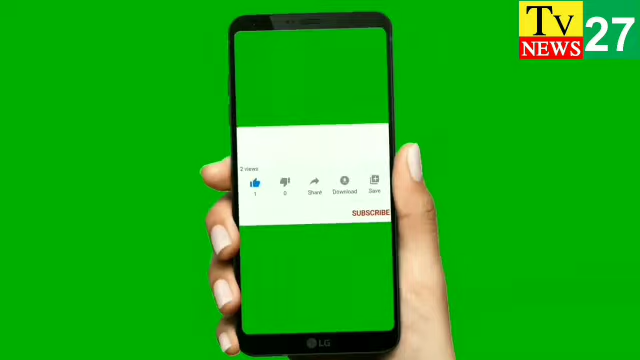 Tv
NEWS
27
2 views
1
0
Share
Download
Save
SUBSCRIBE
LG